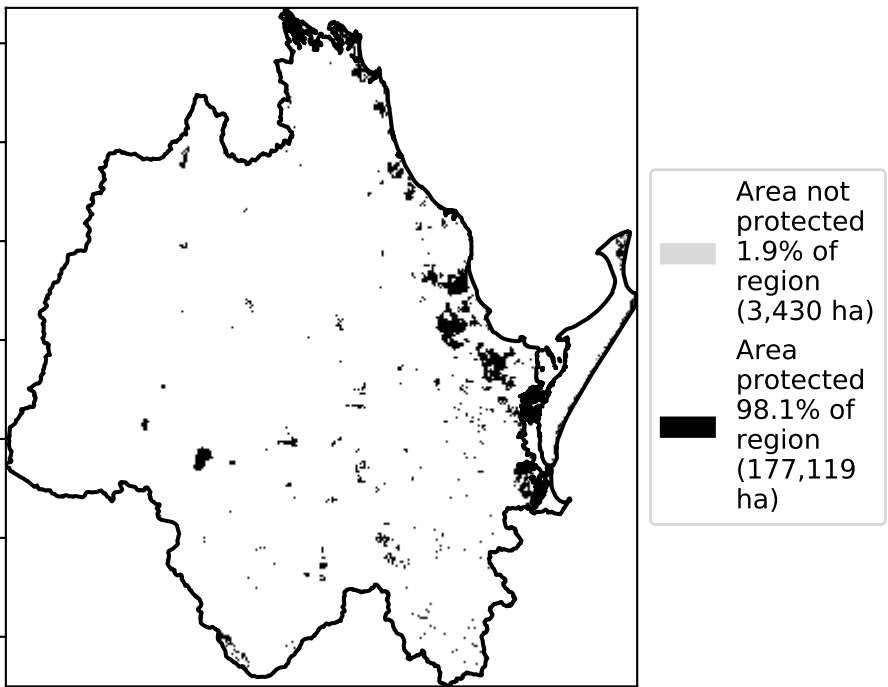 Area not
protected
1.9% of
region
(3,430 ha)
Area
protected
98.1% of
region
(177,119
ha)